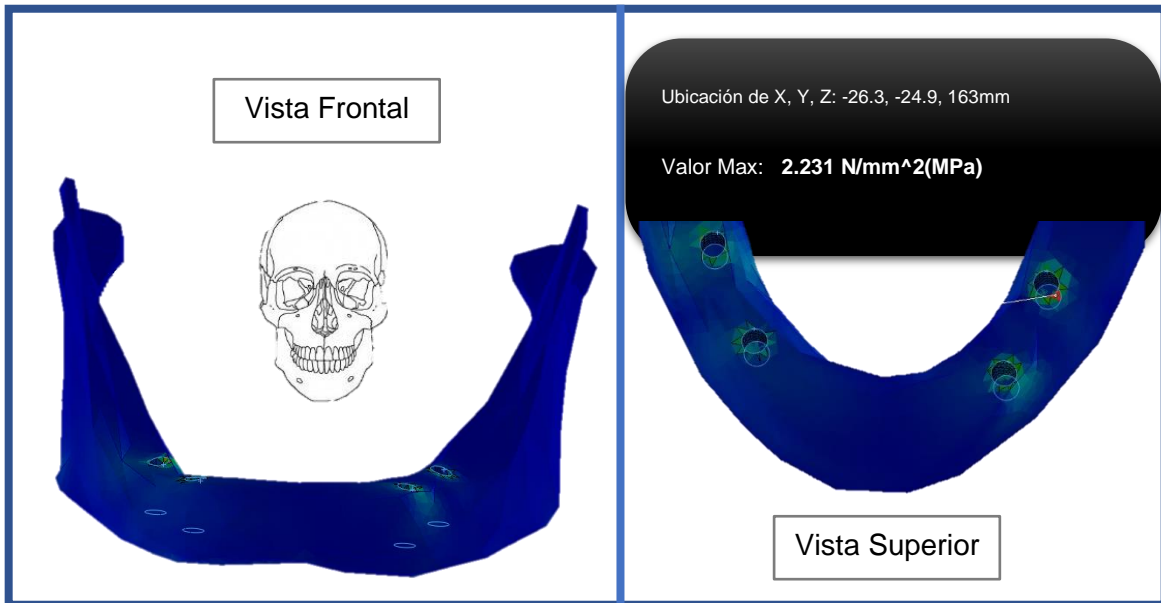 Vista Frontal
Ubicación de X, Y, Z: -26.3, -24.9, 163mm
Valor Max: 2.231 N/mm^2(MPa)
Vista Superior